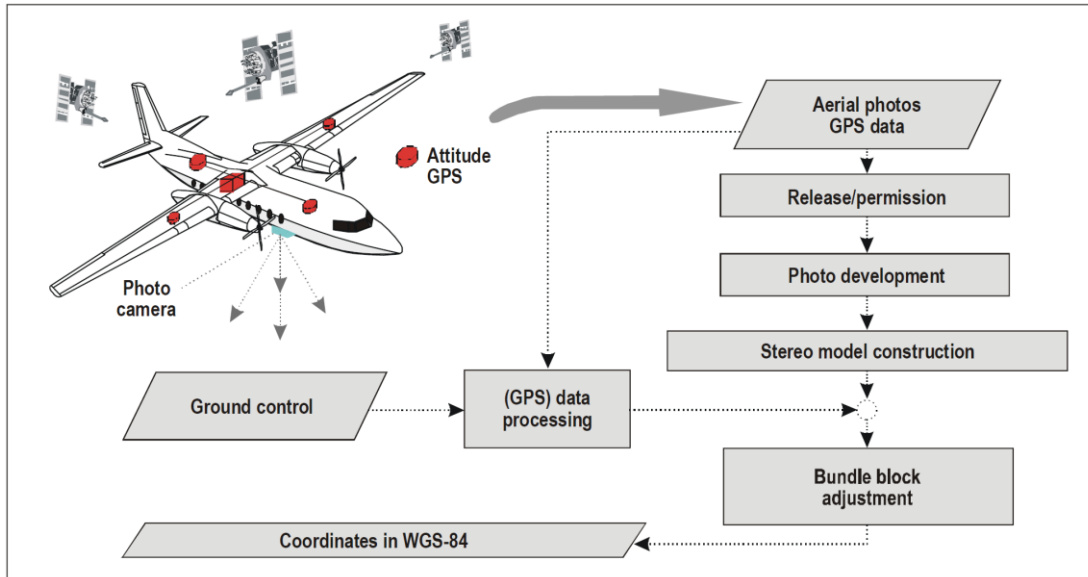 Attitude
GPS
Photo
camera
Aerial photos
GPS data
Release/permission
Photo development
Stereo model construction
Ground control
(GPS) data
processing
Bundle block
adjustment
Coordinates in WGS-84